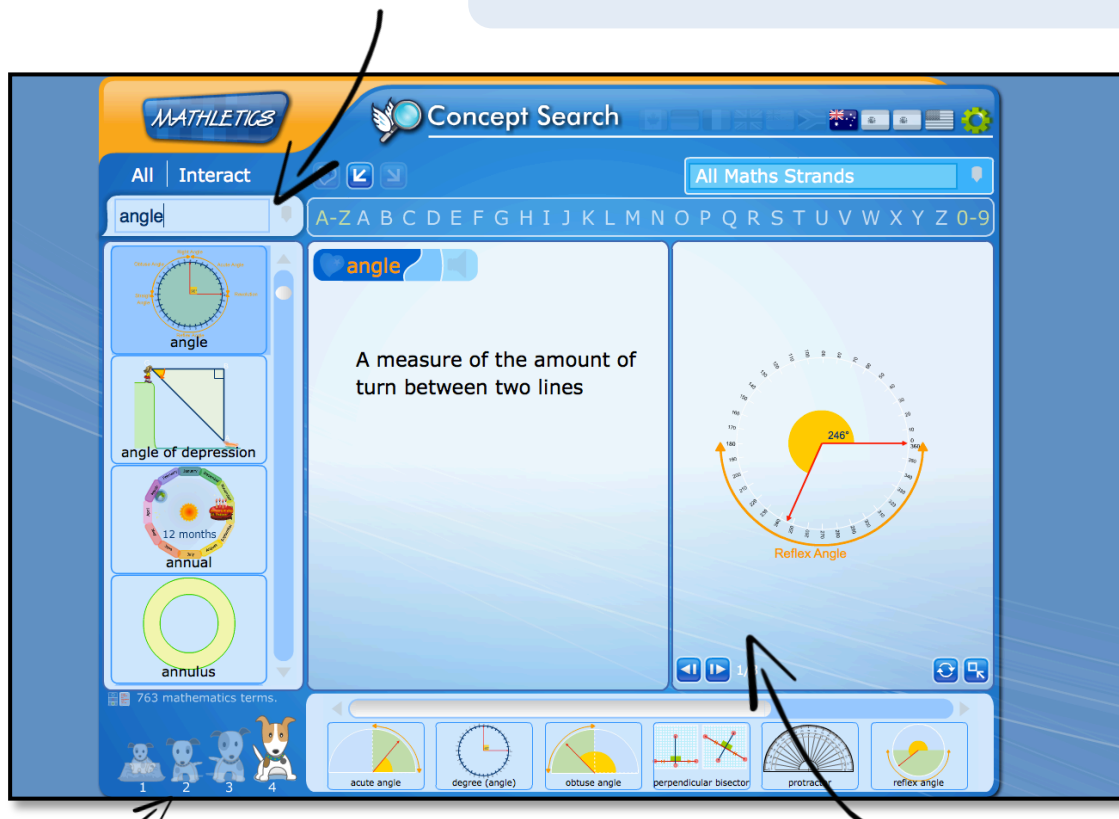 MATHLETICS
Concept Search
All Interact
All Maths Strands
angle
A-Z A B C D E F G H I J K L M N O P Q R S T U V W X Y Z 0-9
angle
angle
A measure of the amount of
turn between two lines
angle of depression
12 months
annual
annulus
246°
Reflex Angle
763 mathematics terms.
1 2 3 4
acute angle
degree (angle)
obtuse angle
perpendicular bisector
protractor
reflex angle